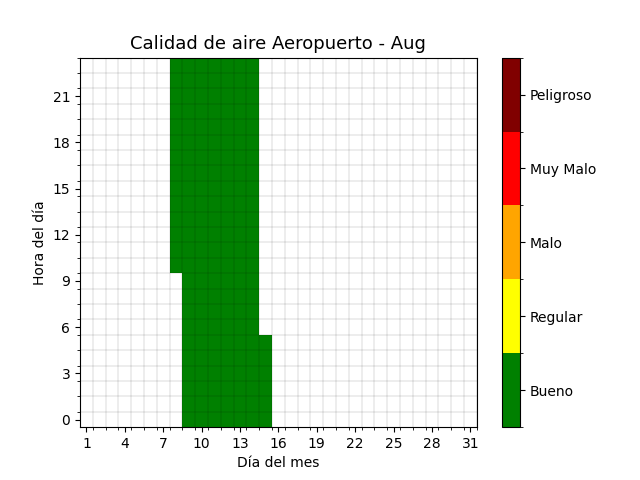 Calidad de aire Aeropuerto - Aug
Hora del día
21
18
15
12
9
6
3
0
1 4 7 10 13 16 19 22 25 28 31
Día del mes
Peligroso
Muy Malo
Malo
Regular
Bueno